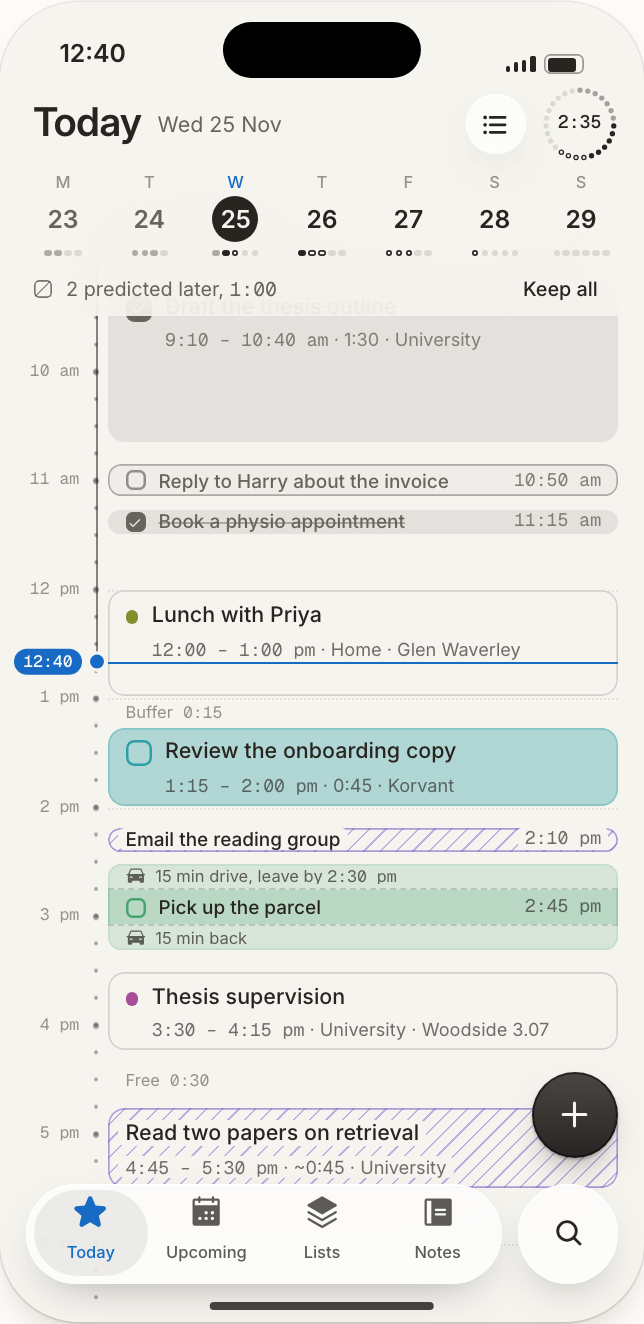 12:40
Today Wed 25 Nov
2:35
M T W T F S S
23 24 25 26 27 28 29
2 predicted later, 1:00
Keep all
Draft the thesis outline
9:10 – 10:40 am · 1:30 · University
10 am
11 am
Reply to Harry about the invoice 10:50 am
Book a physio appointment 11:15 am
12 pm
Lunch with Priya
12:00 – 1:00 pm · Home · Glen Waverley
12:40
1 pm
Buffer 0:15
Review the onboarding copy
1:15 – 2:00 pm · 0:45 · Korvant
2 pm
Email the reading group 2:10 pm
15 min drive, leave by 2:30 pm
3 pm
Pick up the parcel 2:45 pm
15 min back
Thesis supervision
3:30 – 4:15 pm · University · Woodside 3.07
4 pm
Free 0:30
5 pm
Read two papers on retrieval
4:45 – 5:30 pm · ~0:45 · University
Today
Upcoming
Lists
Notes